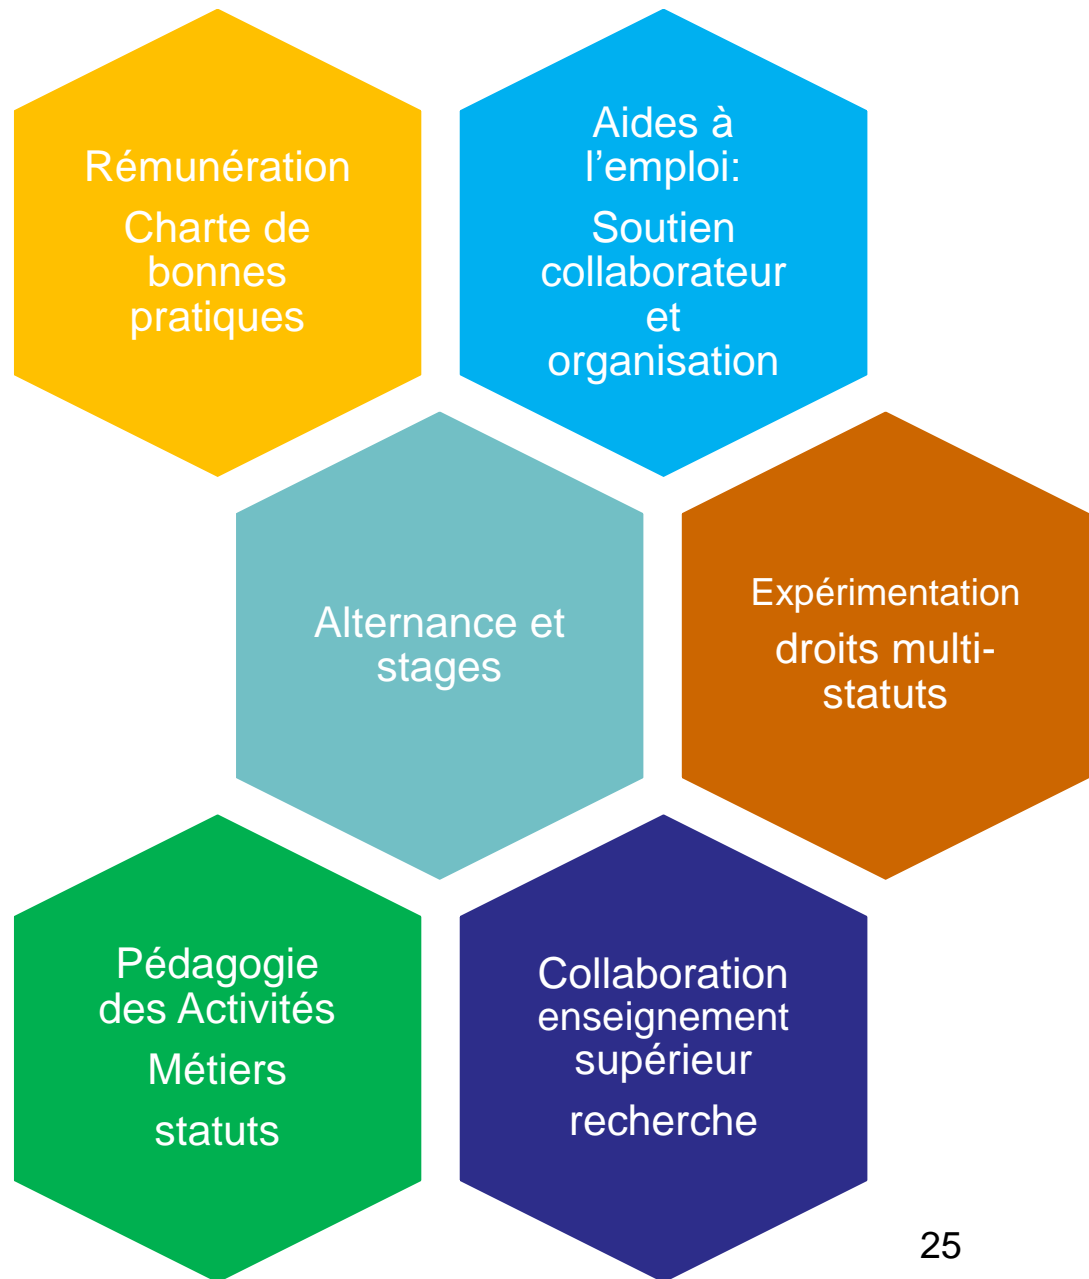 Rémunération
Charte de
bonnes
pratiques
Aides à
l’emploi:
Soutien
collaborateur
et
organisation
Alternance et
stages
Expérimentation
droits multi-
statuts
Pédagogie
des Activités
Métiers
statuts
Collaboration
enseignement
supérieur
recherche
25